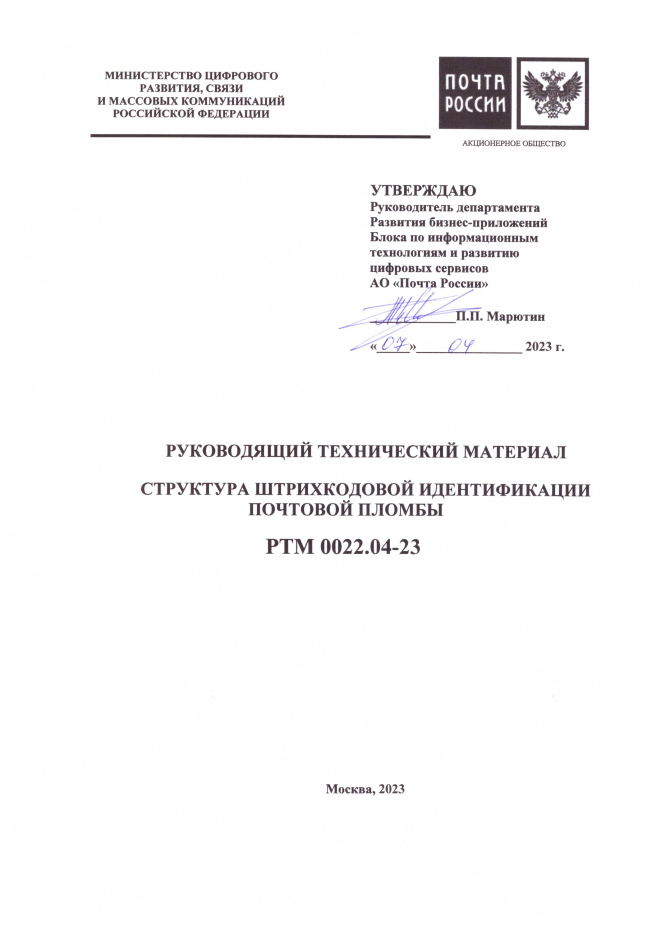 МИНИСТЕРСТВО ЦИФРОВОГО
РАЗВИТИЯ, СВЯЗИ
И МАССОВЫХ КОММУНИКАЦИЙ
РОССИЙСКОЙ ФЕДЕРАЦИИ
ПОЧТА
РОССИИ
АКЦИОНЕРНОЕ ОБЩЕСТВО
УТВЕРЖДАЮ
Руководитель департамента
Развития бизнес-приложений
Блока по информационным
технологиям и развитию
цифровых сервисов
АО «Почта России»
П.П. Марютин
«07» 04 2023 г.
РУКОВОДЯЩИЙ ТЕХНИЧЕСКИЙ МАТЕРИАЛ
СТРУКТУРА ШТРИХКОДОВОЙ ИДЕНТИФИКАЦИИ
ПОЧТОВОЙ ПЛОМБЫ
РТМ 0022.04-23
Москва, 2023